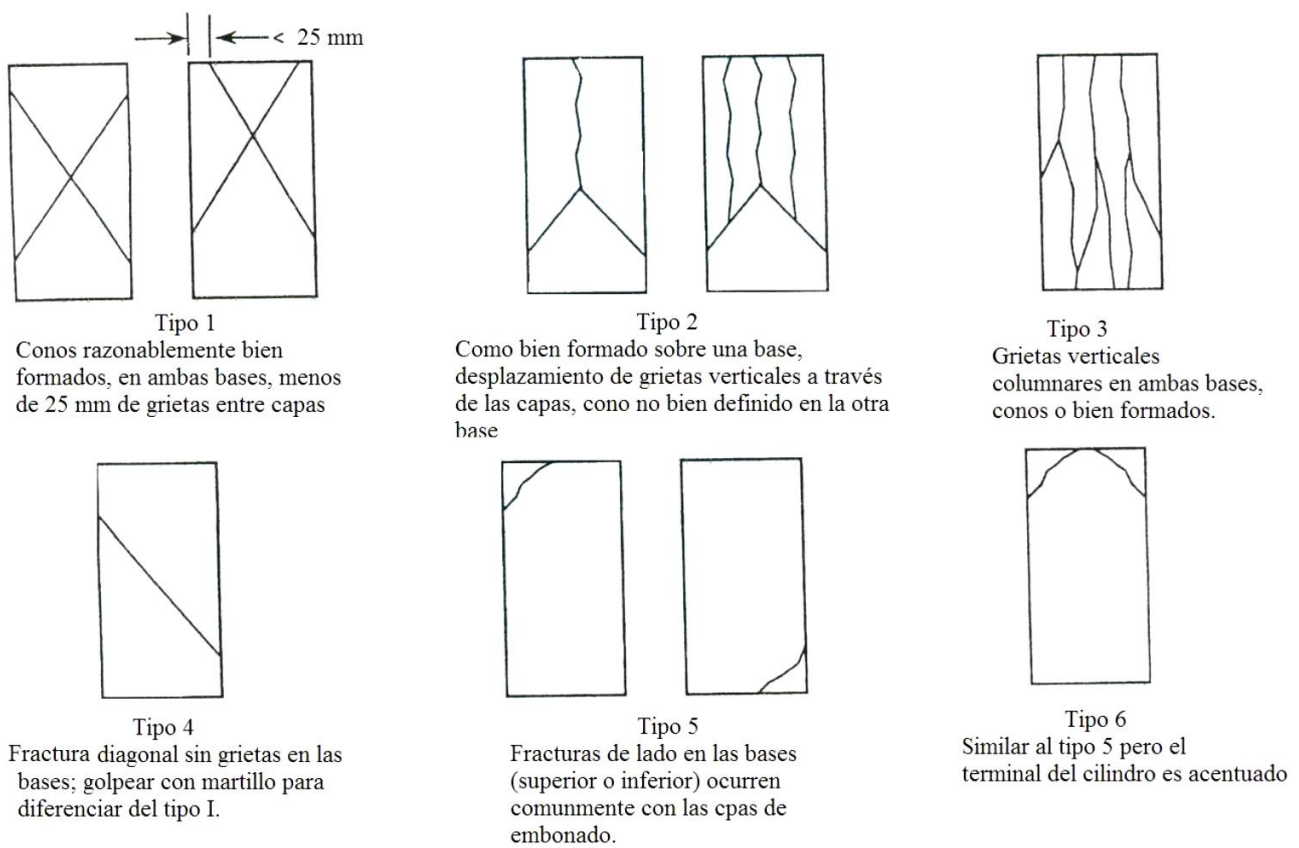 < 25 mm
Tipo 1
Conos razonablemente bien
formados, en ambas bases, menos
de 25 mm de grietas entre capas
Tipo 2
Como bien formado sobre una base,
desplazamiento de grietas verticales a través
de las capas, cono no bien definido en la otra
base
Tipo 3
Grietas verticales
columnares en ambas bases,
conos o bien formados.
Tipo 4
Fractura diagonal sin grietas en las
bases; golpear con martillo para
diferenciar del tipo I.
Tipo 5
Fracturas de lado en las bases
(superior o inferior) ocurren
comunmente con las cpas de
embonado.
Tipo 6
Similar al tipo 5 pero el
terminal del cilindro es acentuado